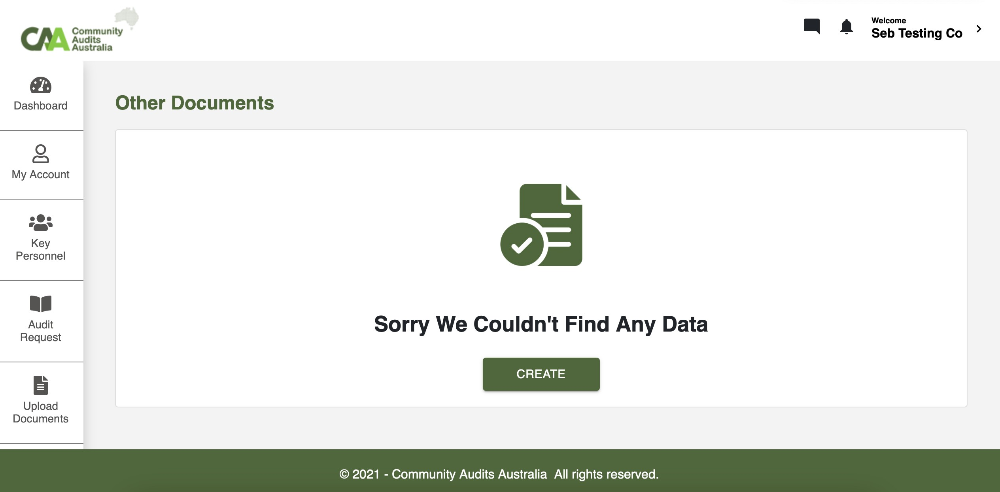 CAA
Community
Audits
Australia
Welcome
Seb Testing Co
Dashboard
My Account
Key
Personnel
Audit
Request
Upload
Documents
Other Documents
Sorry We Couldn't Find Any Data
CREATE
© 2021 - Community Audits Australia  All rights reserved.